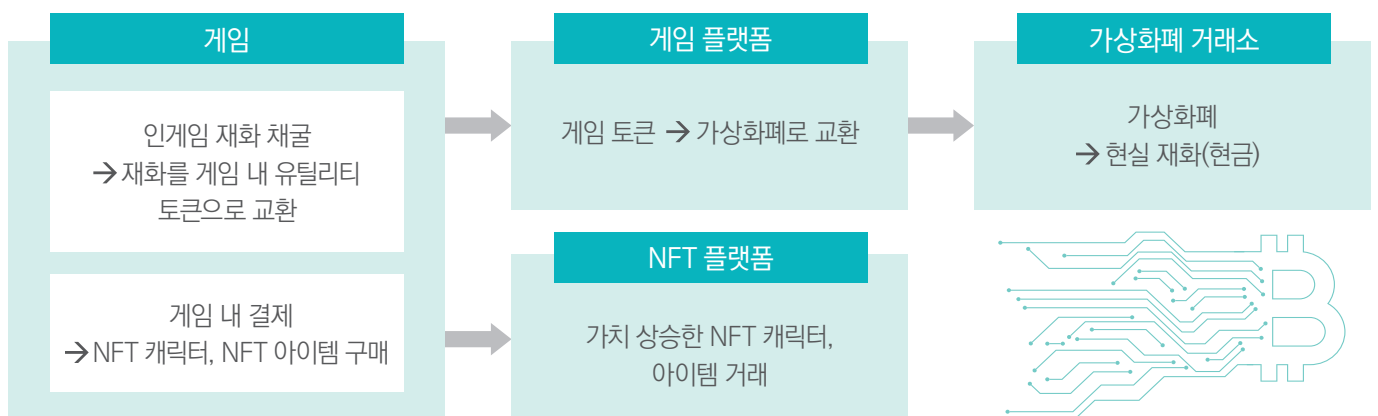 게임
인게임 재화 채굴
→ 재화를 게임 내 유틸리티
토큰으로 교환
게임 내 결제
→ NFT 캐릭터, NFT 아이템 구매
게임 플랫폼
게임 토큰 → 가상화폐로 교환
NFT 플랫폼
가치 상승한 NFT 캐릭터,
아이템 거래
가상화폐 거래소
가상화폐
→ 현실 재화(현금)